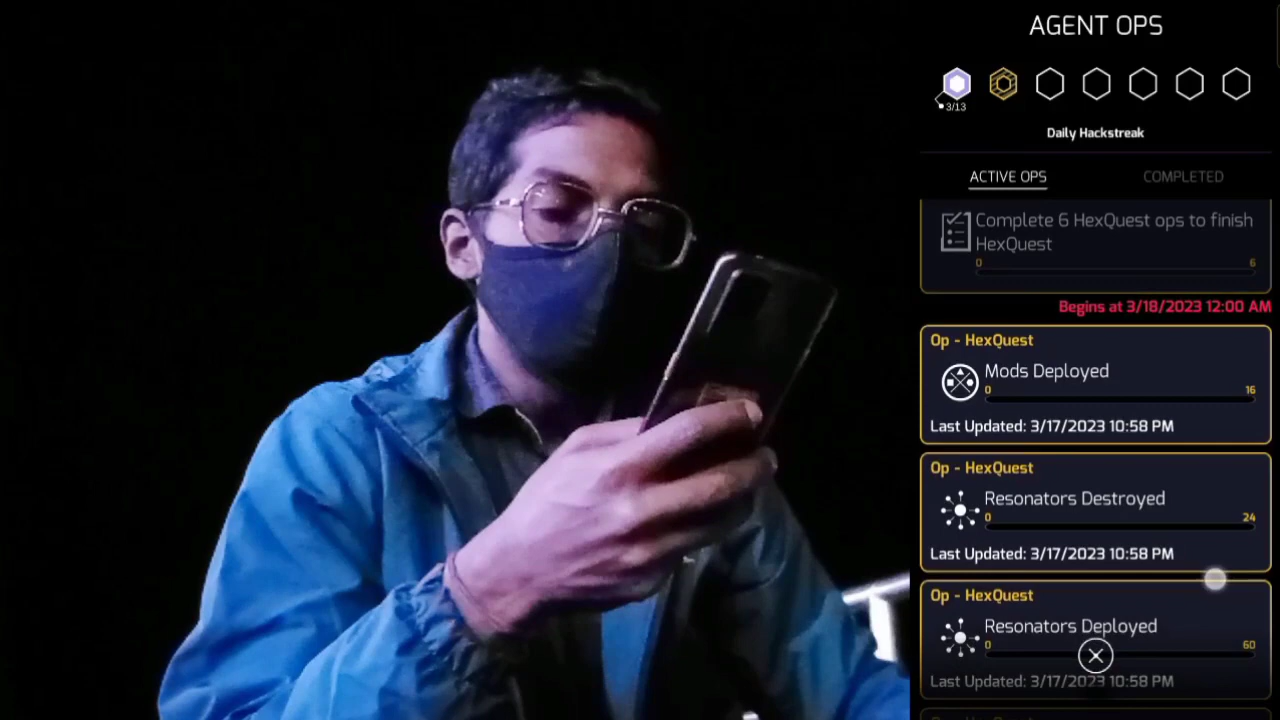 AGENT OPS
3/13
Daily Hackstreak
ACTIVE OPS
COMPLETED
Complete 6 HexQuest ops to finish
HexQuest
0
6
Begins at 3/18/2023 12:00 AM
Op - HexQuest
Mods Deployed
0
16
Last Updated: 3/17/2023 10:58 PM
Op - HexQuest
Resonators Destroyed
0
24
Last Updated: 3/17/2023 10:58 PM
Op - HexQuest
Resonators Deployed
0
60
Last Updated: 3/17/2023 10:58 PM